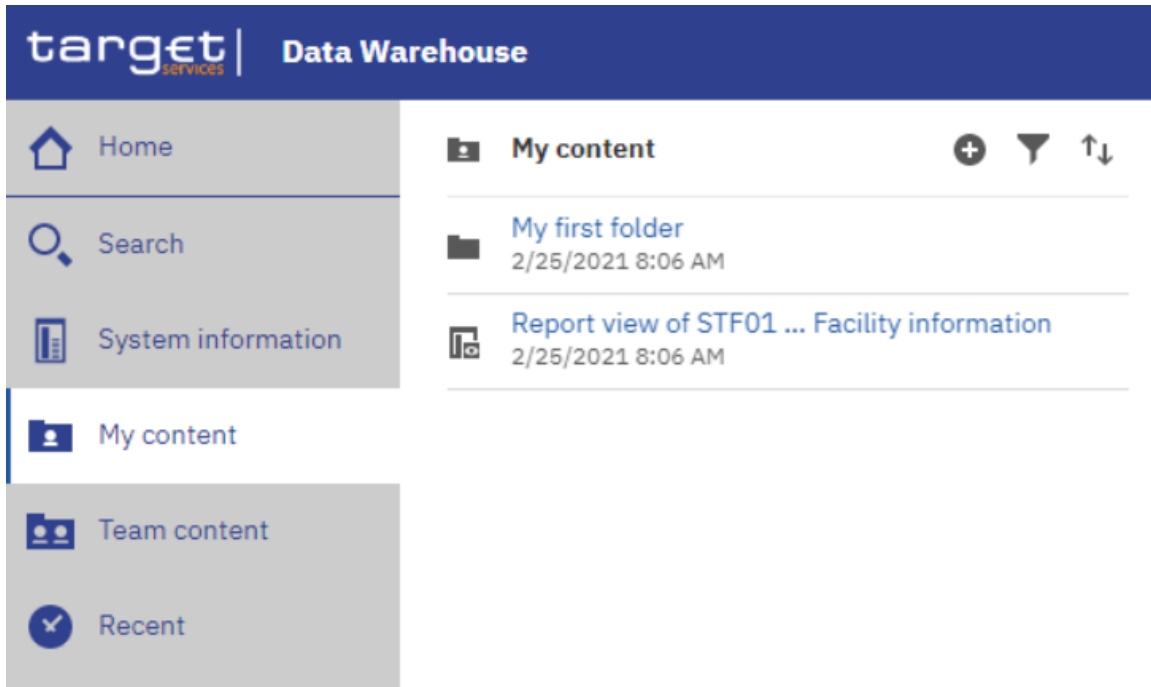 target| Data Warehouse
services
Home
Search
System information
My content
Team content
Recent
My content
My first folder
2/25/2021 8:06 AM
Report view of STF01 ... Facility information
2/25/2021 8:06 AM